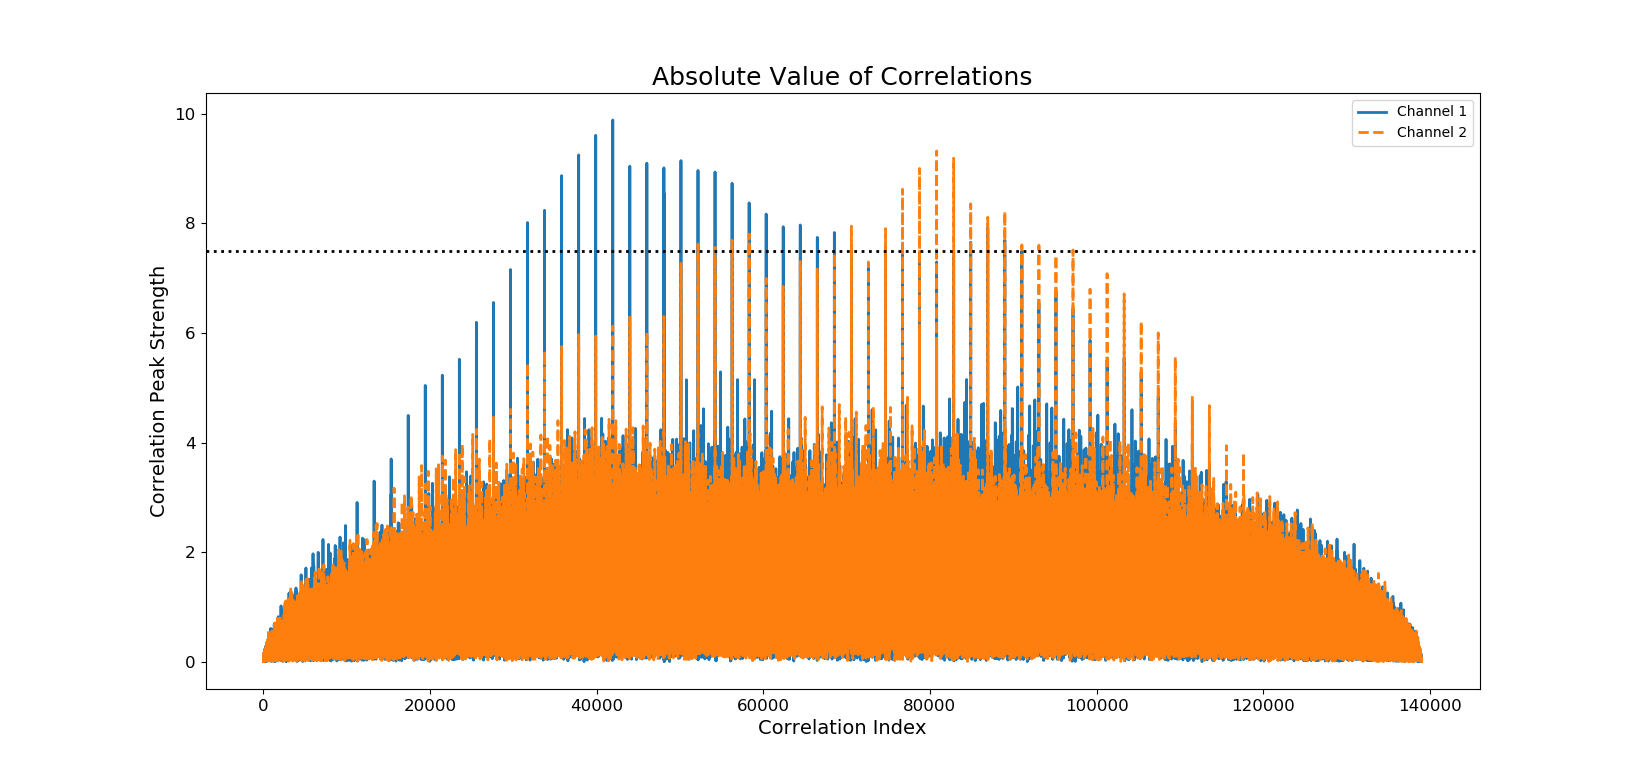 Absolute Value of Correlations
Channel 1
Channel 2
10
8
6
4
2
0
Correlation Peak Strength
0 20000 40000 60000 80000 100000 120000 140000
Correlation Index